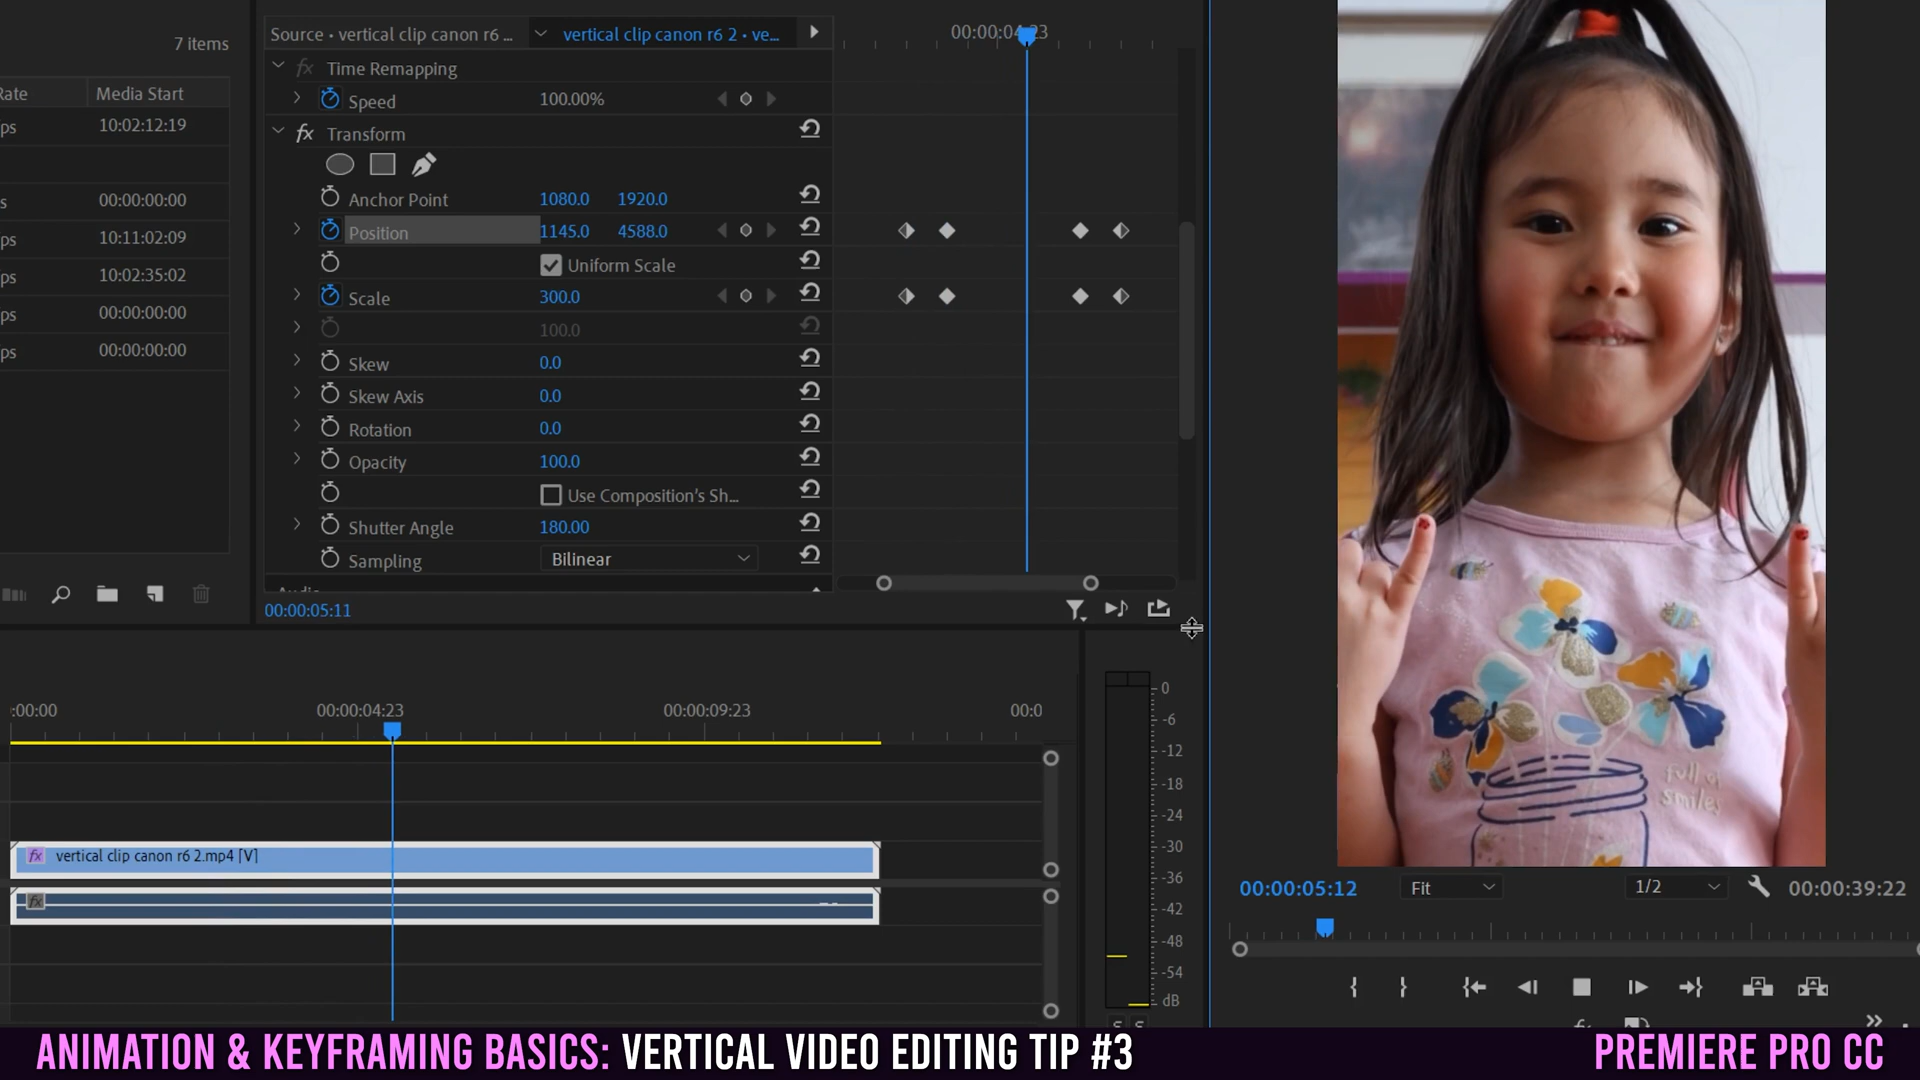 7 items
Rate
Media Start
ps
10:02:12:19
s
00:00:00:00
ps
10:11:02:09
ps
10:02:35:02
ps
00:00:00:00
ps
00:00:00:00
Source • vertical clip canon r6 ...
vertical clip canon r6 2 • ve...
00:00:04:23
fx Time Remapping
Speed 100.00%
fx Transform
Anchor Point 1080.0 1920.0
Position 1145.0 4588.0
Uniform Scale
Scale 300.0
100.0
Skew 0.0
Skew Axis 0.0
Rotation 0.0
Opacity 100.0
Use Composition's Sh...
Shutter Angle 180.00
Sampling Bilinear
00:00:05:11
:00:00
00:00:04:23
00:00:09:23
00:0
fx vertical clip canon r6 2.mp4 [V]
fx
0
-6
-12
-18
-24
-30
-36
-42
-48
-54
dB
S S
full of
smiles
00:00:05:12
Fit
1/2
00:00:39:22
ANIMATION & KEYFRAMING BASICS: VERTICAL VIDEO EDITING TIP #3
PREMIERE PRO CC